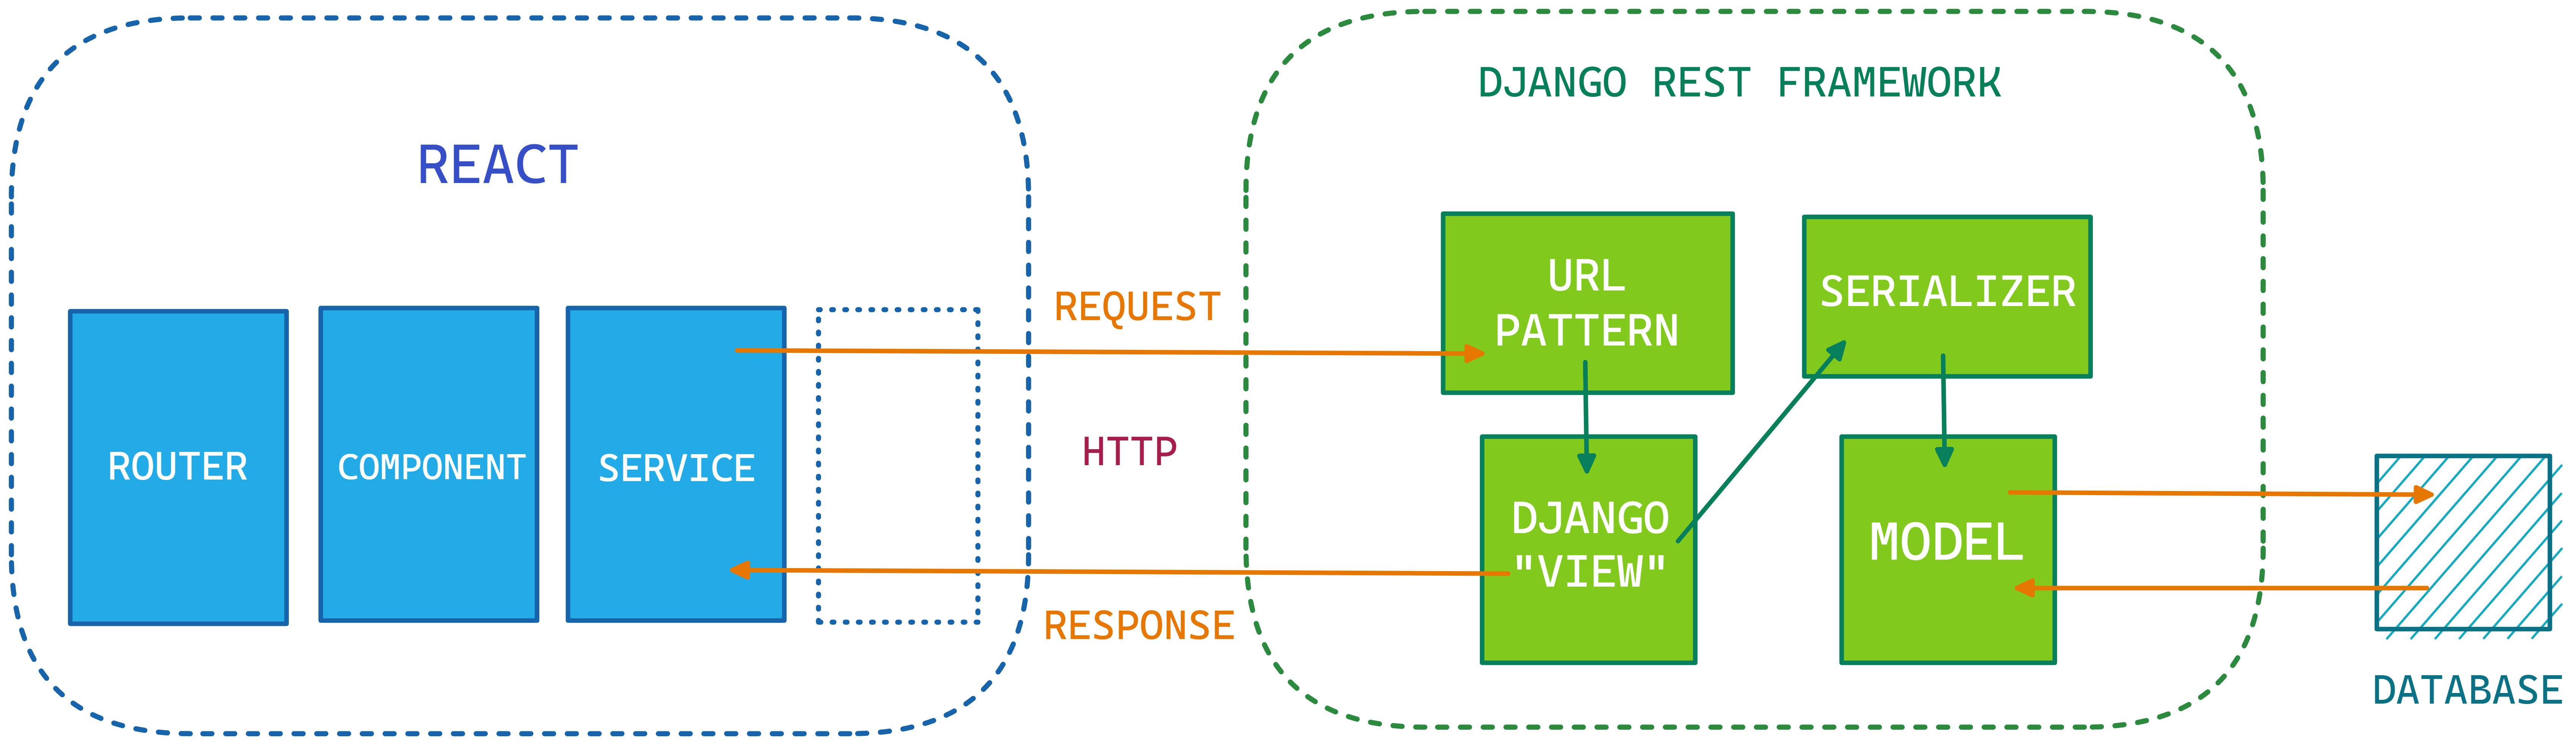 REACT
ROUTER
COMPONENT
SERVICE
REQUEST
HTTP
RESPONSE
DJANGO REST FRAMEWORK
URL
PATTERN
SERIALIZER
DJANGO
"VIEW"
MODEL
DATABASE